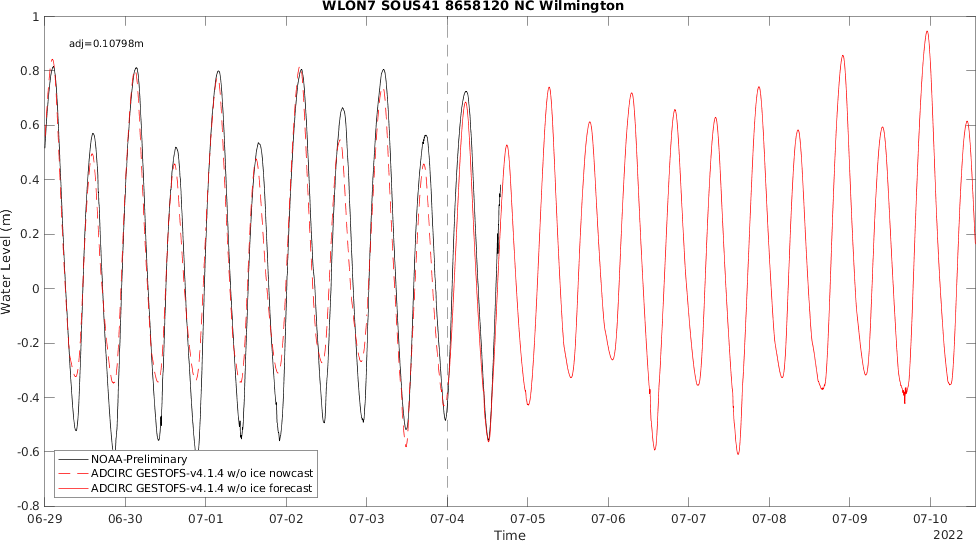 WLON7 SOUS41 8658120 NC Wilmington
adj=0.10798m
1
0.8
0.6
0.4
0.2
0
-0.2
-0.4
-0.6
-0.8
Water Level (m)
NOAA-Preliminary
ADCIRC GESTOFS-v4.1.4 w/o ice nowcast
ADCIRC GESTOFS-v4.1.4 w/o ice forecast
06-29 06-30 07-01 07-02 07-03 07-04 07-05 07-06 07-07 07-08 07-09 07-10
Time
2022